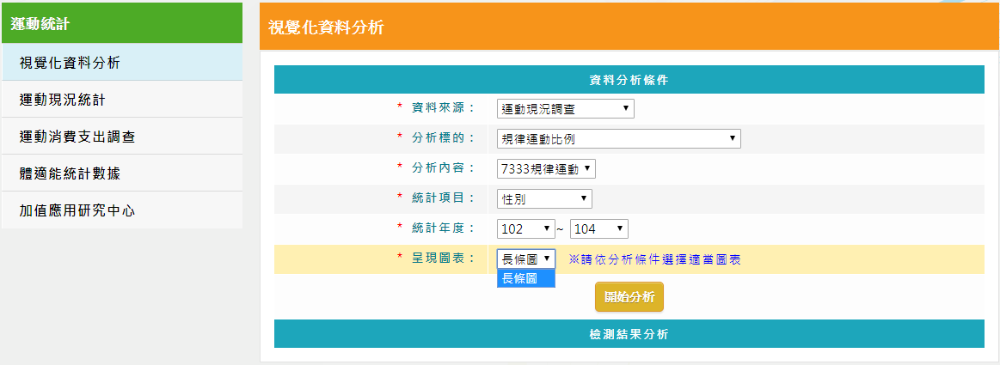 運動統計
視覺化資料分析
運動現況統計
運動消費支出調查
體適能統計數據
加值應用研究中心
視覺化資料分析
資料分析條件
* 資料來源： 運動現況調查
* 分析標的： 規律運動比例
* 分析內容： 7333規律運動
* 統計項目： 性別
* 統計年度： 102 ~ 104
* 呈現圖表： 長條圖 ※請依分析條件選擇適當圖表
長條圖
開始分析
檢測結果分析